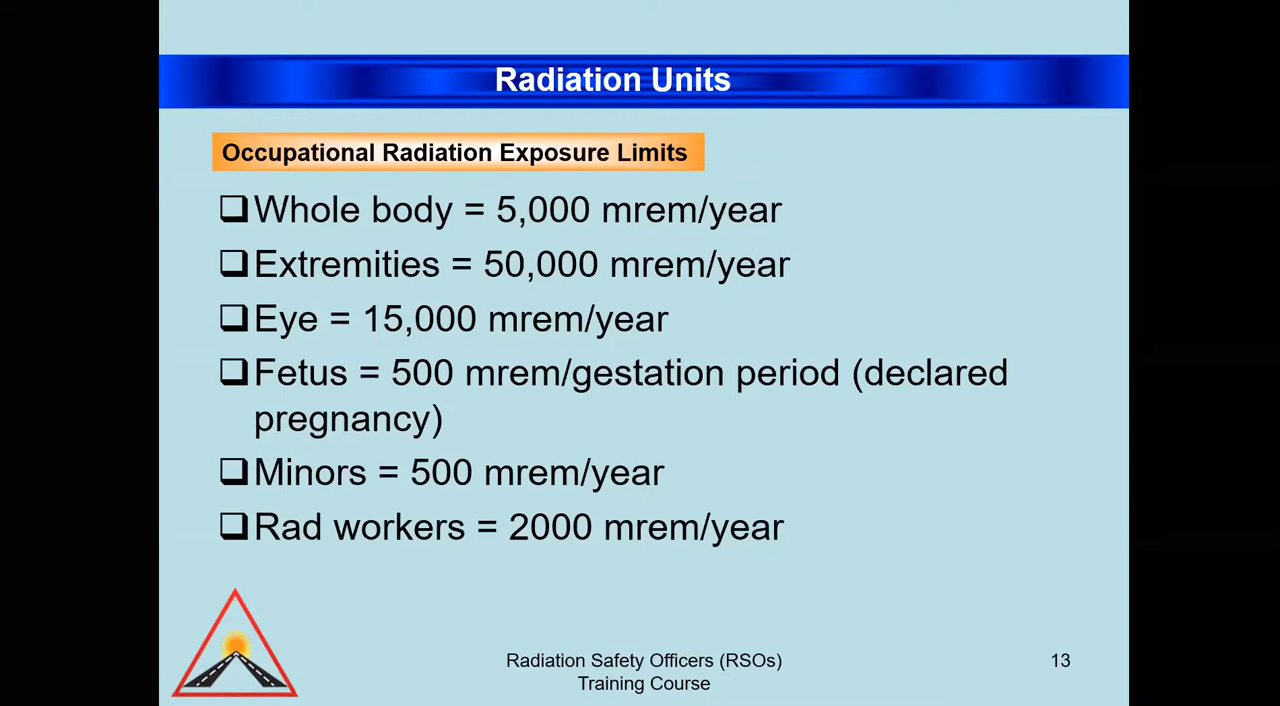 Radiation Units
Occupational Radiation Exposure Limits
Whole body = 5,000 mrem/year
Extremities = 50,000 mrem/year
Eye = 15,000 mrem/year
Fetus = 500 mrem/gestation period (declared
pregnancy)
Minors = 500 mrem/year
Rad workers = 2000 mrem/year
Radiation Safety Officers (RSOs)
Training Course
13